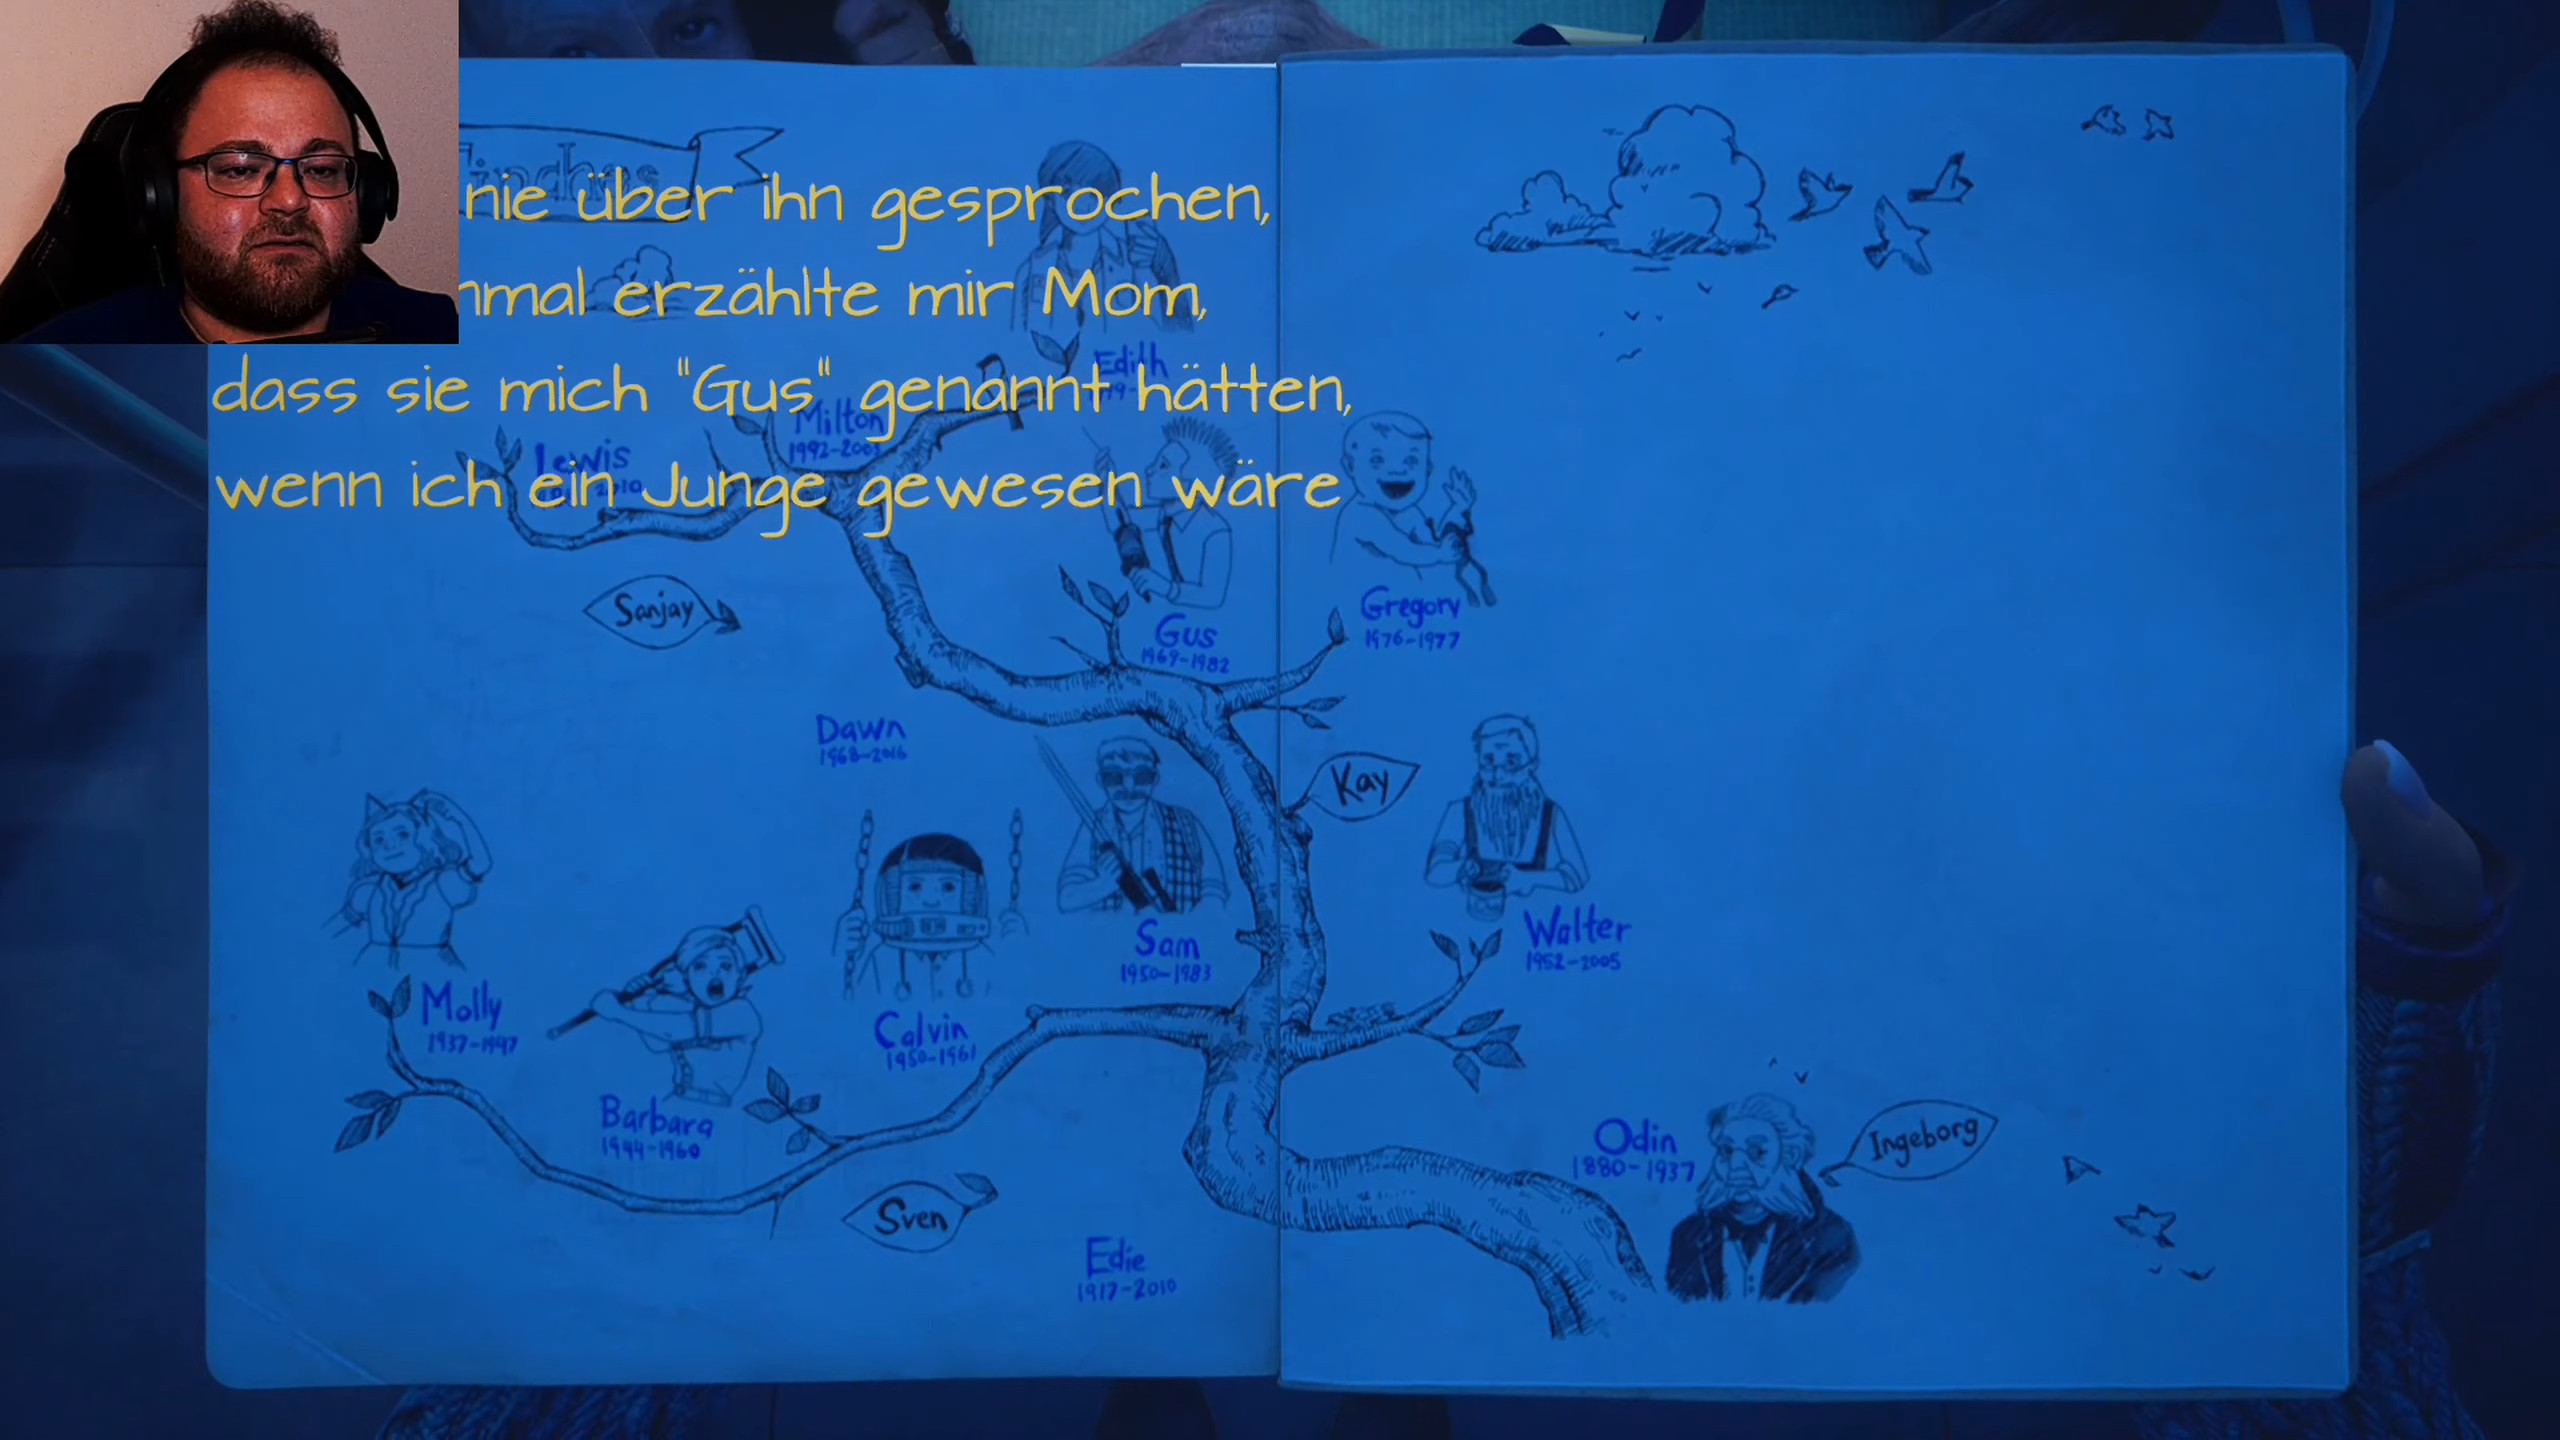 Finches
nie über ihn gesprochen,
mal erzählte mir Mom,
dass sie mich "Gus" genannt hätten,
wenn ich ein Junge gewesen wäre
Edith
Milton
1992-2003
Lewis
Sanjay
Gus
1969-1982
Gregory
1976-1977
Dawn
1968-2016
Kay
Sam
1950-1983
Walter
1952-2005
Molly
1937-1947
Calvin
1950-1961
Barbara
1944-1960
Odin
1880-1937
Ingeborg
Sven
Edie
1917-2010